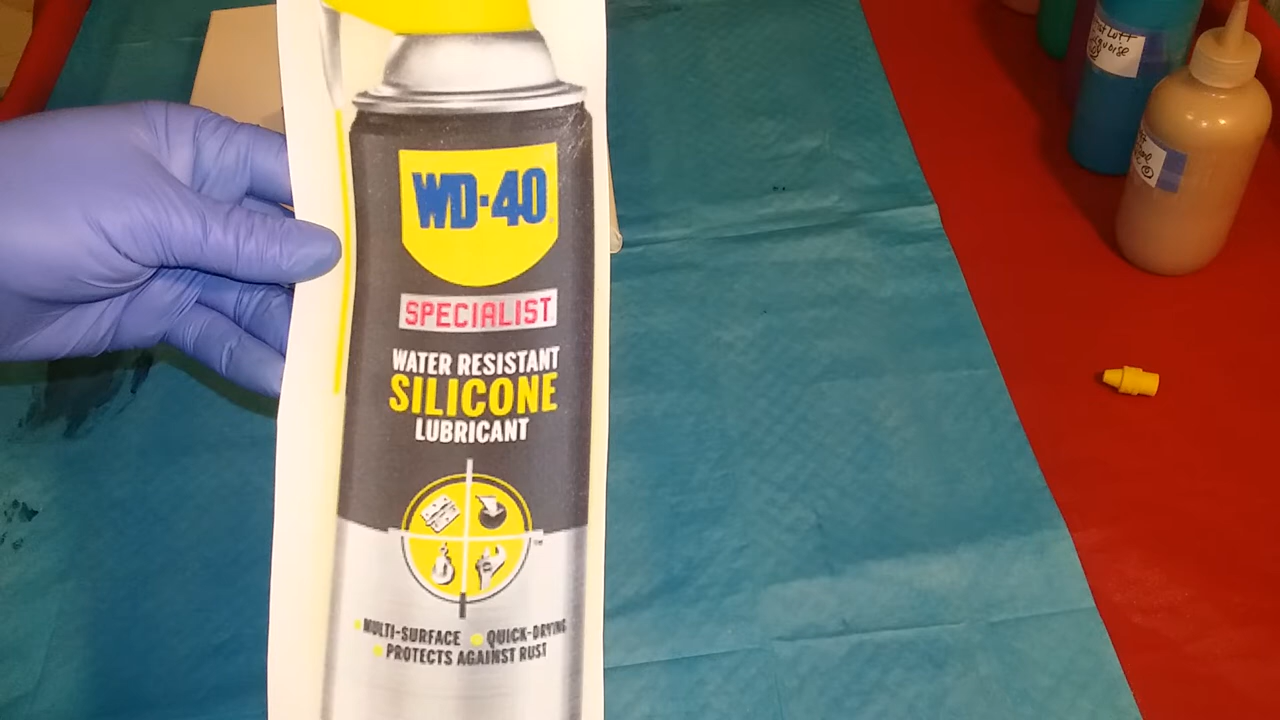 WD-40
SPECIALIST
WATER RESISTANT
SILICONE
LUBRICANT
MULTI-SURFACE QUICK-DRYING
PROTECTS AGAINST RUST